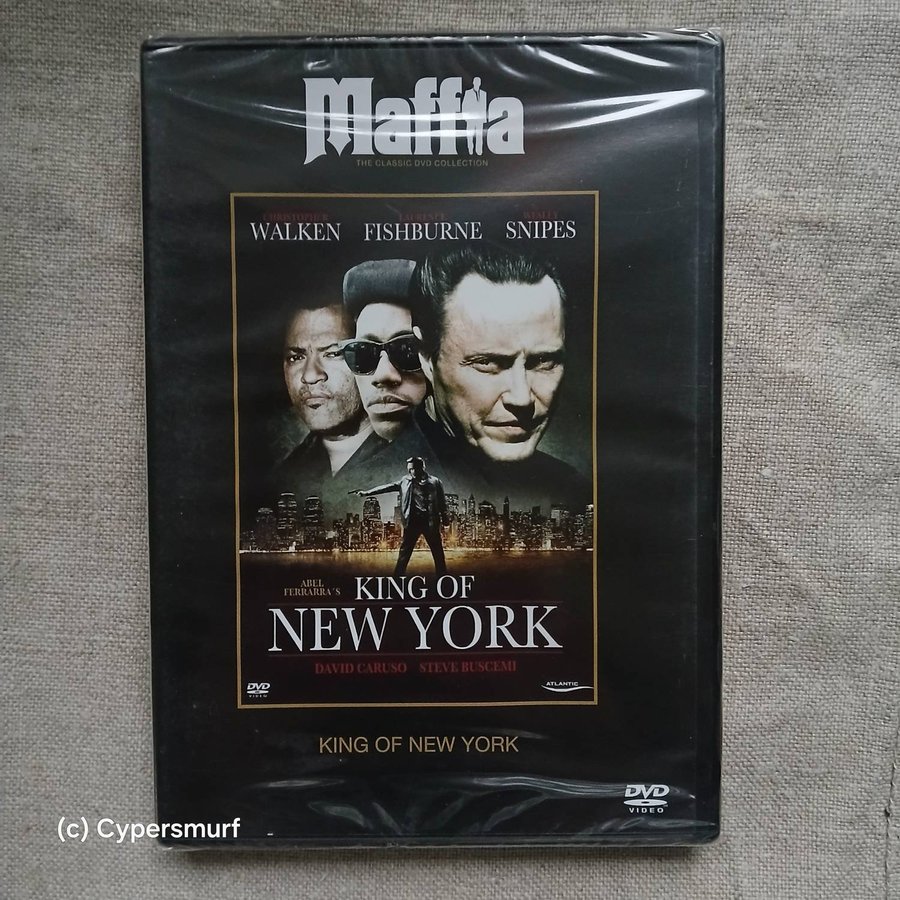 Maffia
THE CLASSIC DVD COLLECTION
CHRISTOPHER LAURENCE WESLEY
WALKEN FISHBURNE SNIPES
ABEL
FERRARRA'S
KING OF
NEW YORK
DAVID CARUSO STEVE BUSCEMI
DVD
VIDEO
ATLANTIC
KING OF NEW YORK
DVD
VIDEO
(c) Cypersmurf